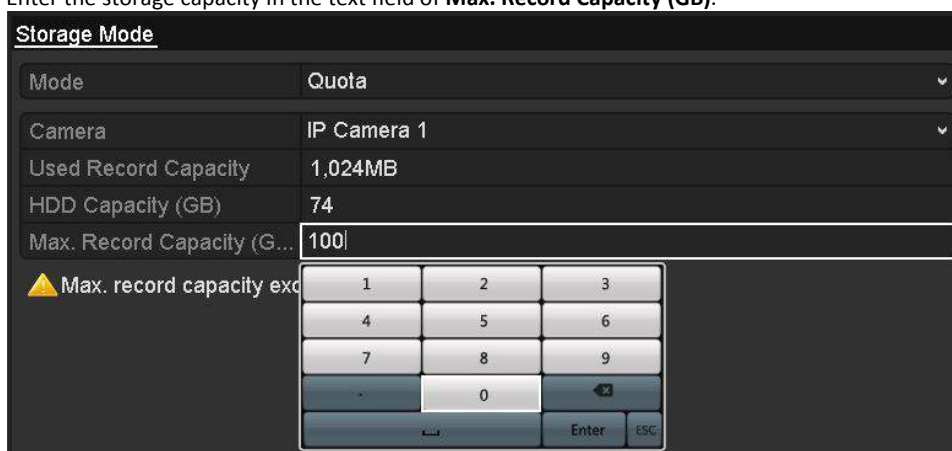 Enter the storage capacity in the text field of Max. Record Capacity (GB).
Storage Mode
Mode Quota
Camera IP Camera 1
Used Record Capacity 1,024MB
HDD Capacity (GB) 74
Max. Record Capacity (G... 100
Max. record capacity exc
1 2 3
4 5 6
7 8 9
. 0
Enter ESC